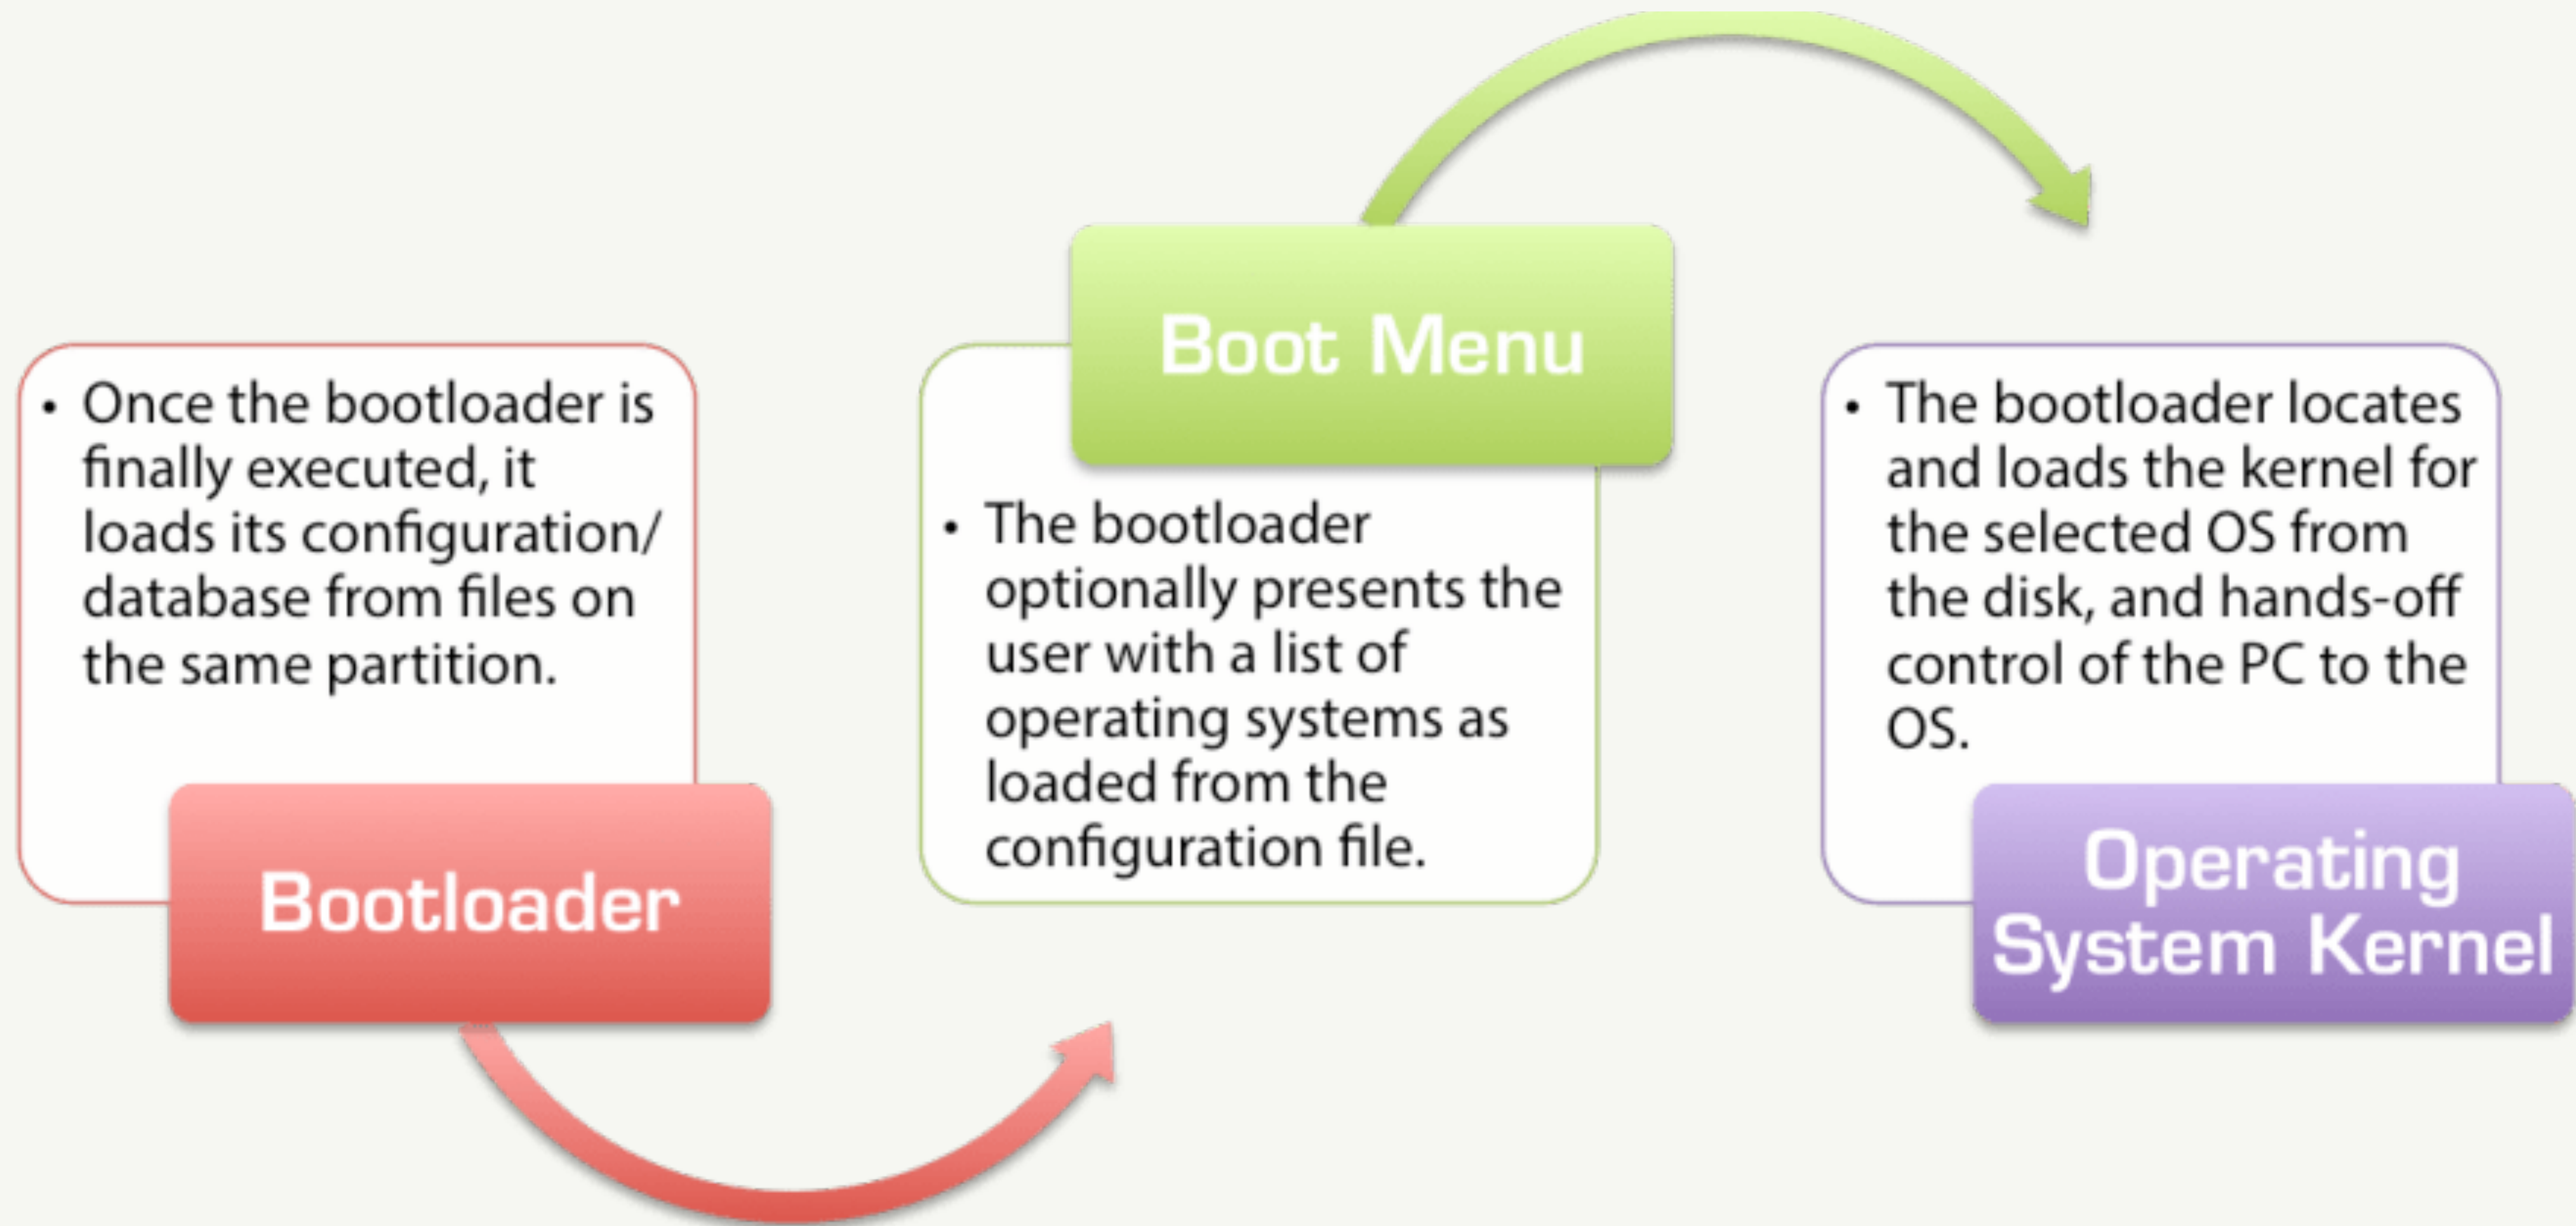 • Once the bootloader is
finally executed, it
loads its configuration/
database from files on
the same partition.
Bootloader
Boot Menu
• The bootloader
optionally presents the
user with a list of
operating systems as
loaded from the
configuration file.
• The bootloader locates
and loads the kernel for
the selected OS from
the disk, and hands-off
control of the PC to the
OS.
Operating
System Kernel